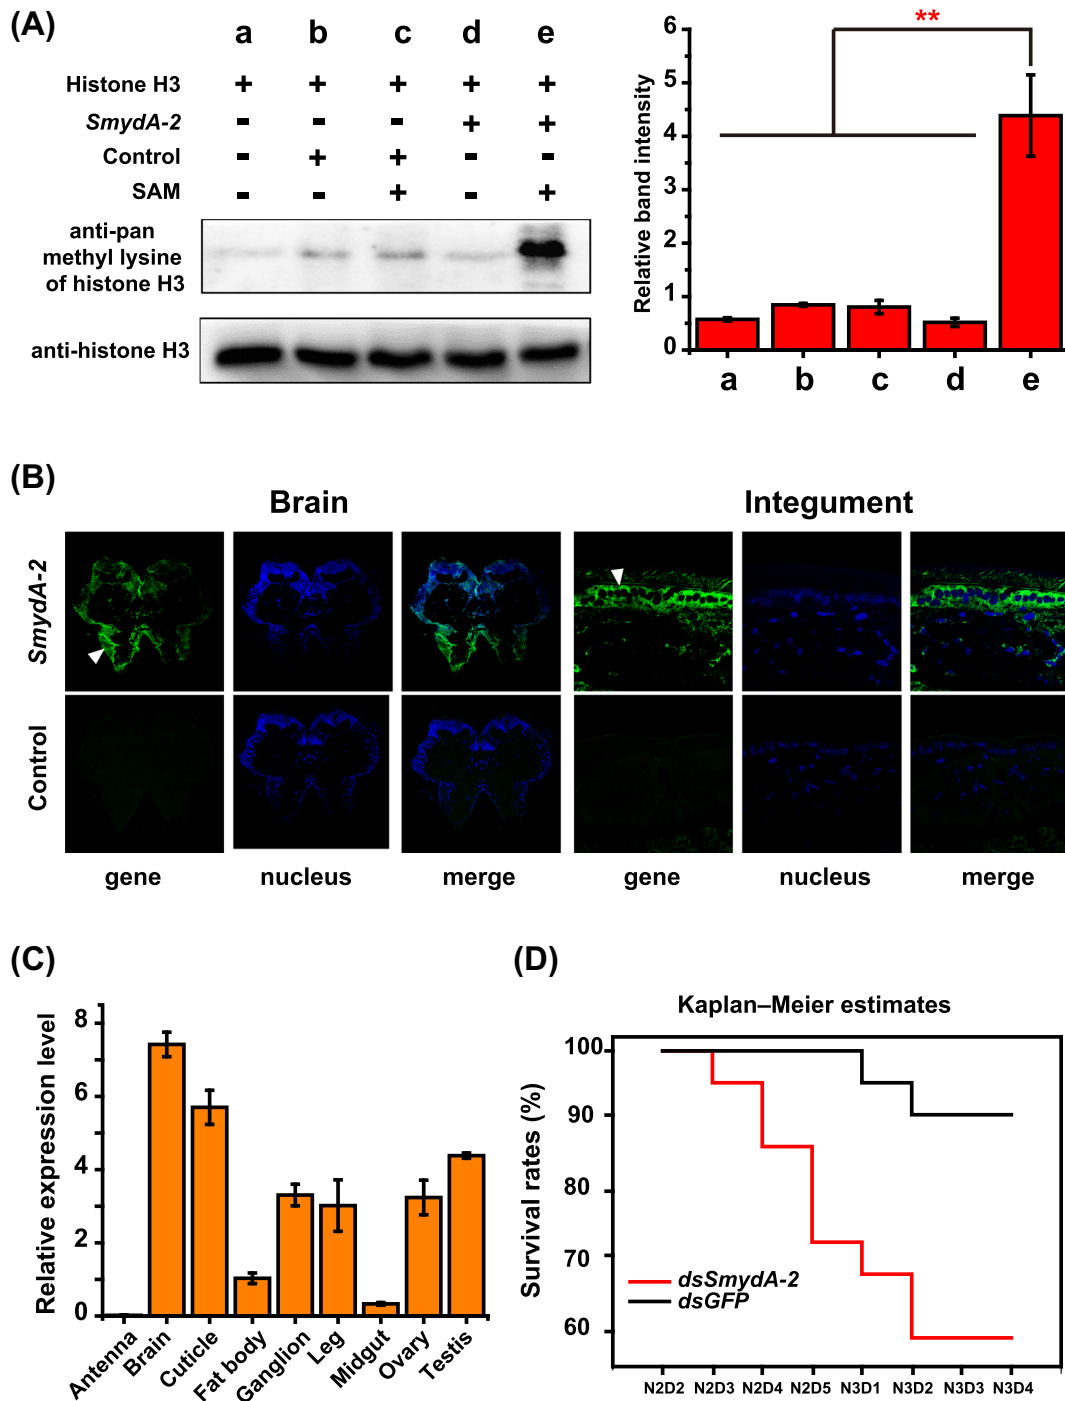 (A)
a b c d e
Histone H3 + + + + +
SmydA-2 - - - + +
Control - + + - -
SAM - - + - +
anti-pan
methyl lysine
of histone H3
anti-histone H3
**
Relative band intensity
6
5
4
3
2
1
0
a b c d e
(B)
Brain Integument
SmydA-2
Control
gene nucleus merge gene nucleus merge
(C)
Relative expression level
8
6
4
2
0
Antenna
Brain
Cuticle
Fat body
Ganglion
Leg
Midgut
Ovary
Testis
(D)
Kaplan–Meier estimates
Survival rates (%)
100
90
80
70
60
dsSmydA-2
dsGFP
N2D2 N2D3 N2D4 N2D5 N3D1 N3D2 N3D3 N3D4